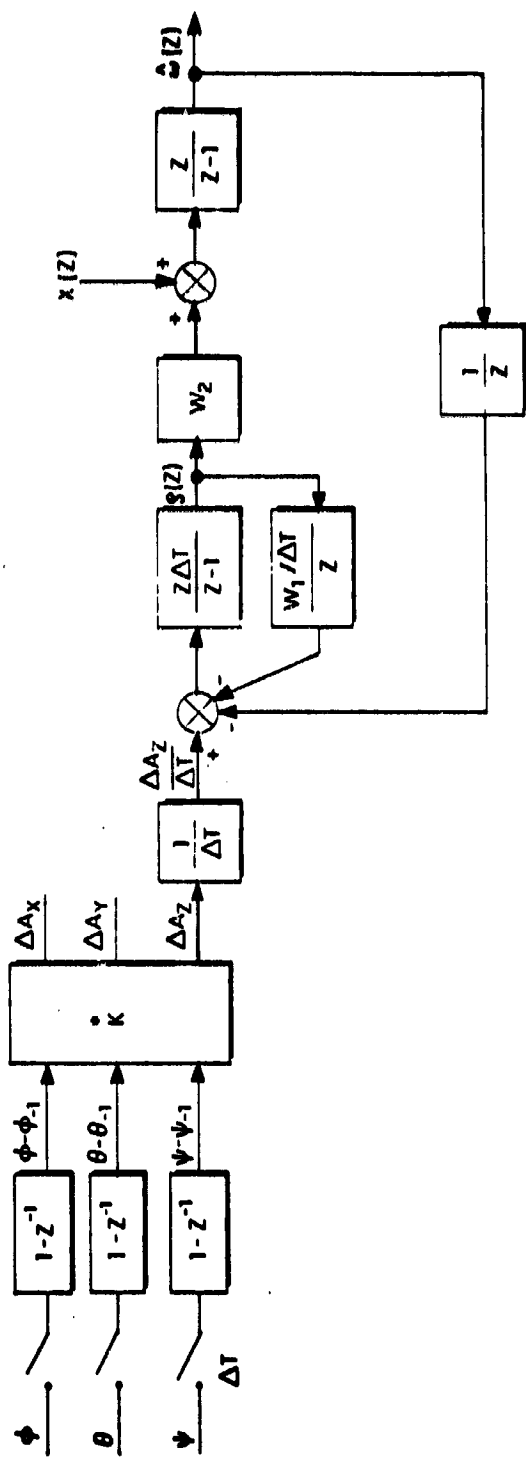 ϕ
θ
ψ
ΔT
1-Z⁻¹
1-Z⁻¹
1-Z⁻¹
ϕ-ϕ₋₁
θ-θ₋₁
ψ-ψ₋₁
*K
ΔA_X
ΔA_Y
ΔA_Z
1/ΔT
ΔA_Z/ΔT
+
-
-
ZΔT/Z-1
ρ(Z)
W₁/ΔT/Z
W₂
X(Z)
+
+
Z/Z-1
ω̂(Z)
1/Z